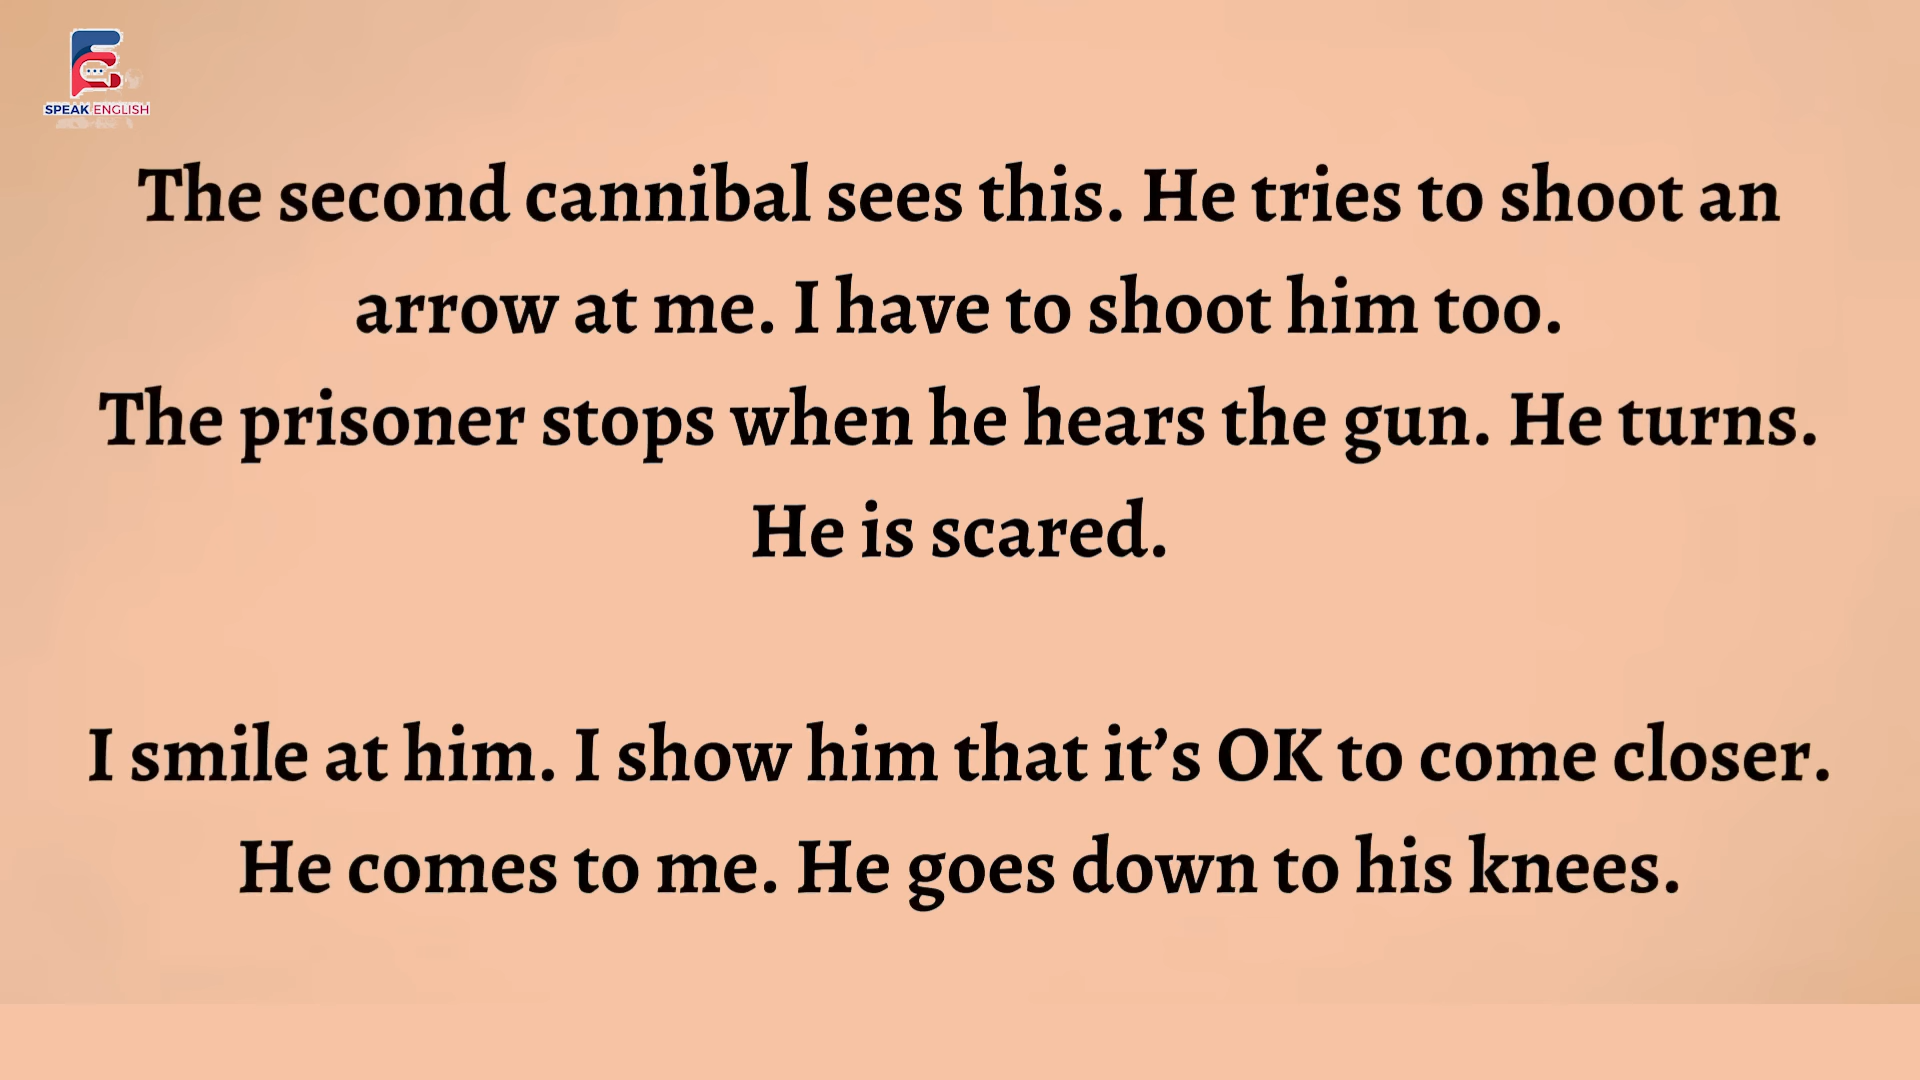 SPEAK ENGLISH
The second cannibal sees this. He tries to shoot an
arrow at me. I have to shoot him too.
The prisoner stops when he hears the gun. He turns.
He is scared.
I smile at him. I show him that it’s OK to come closer.
He comes to me. He goes down to his knees.